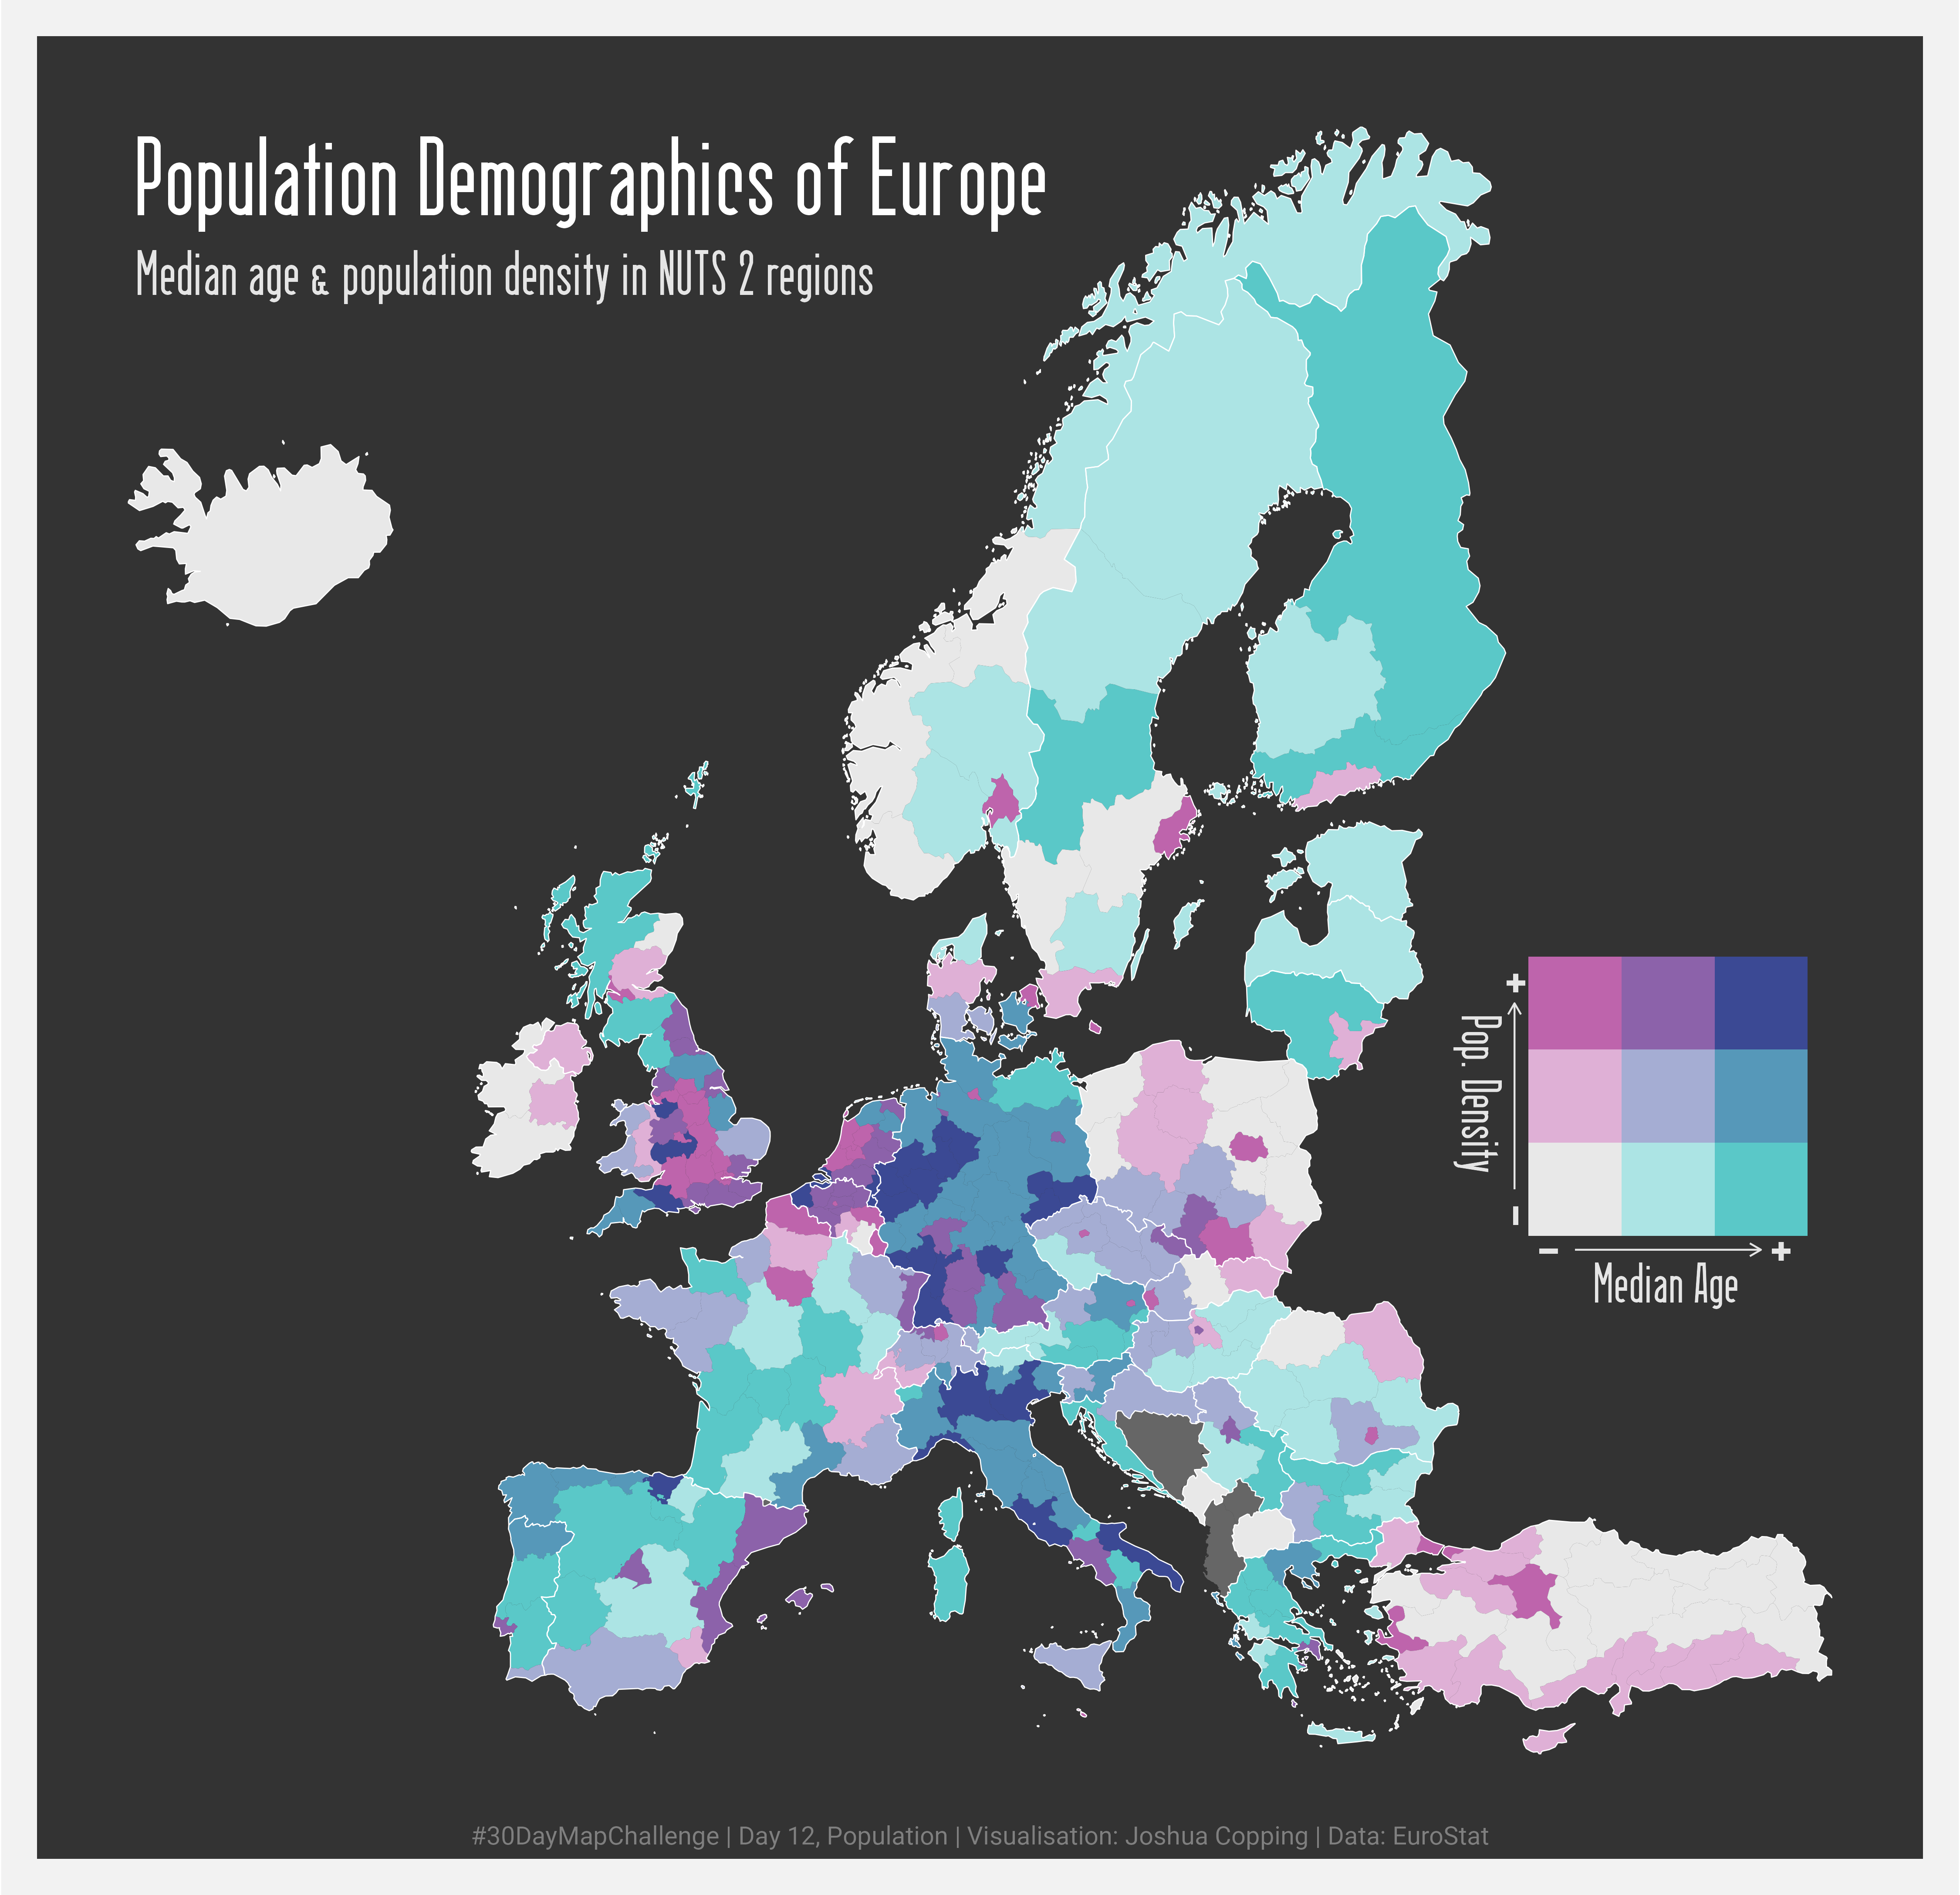 Population Demographics of Europe
Median age & population density in NUTS 2 regions
+
Pop. Density
-
- +
Median Age
#30DayMapChallenge | Day 12, Population | Visualisation: Joshua Copping | Data: EuroStat